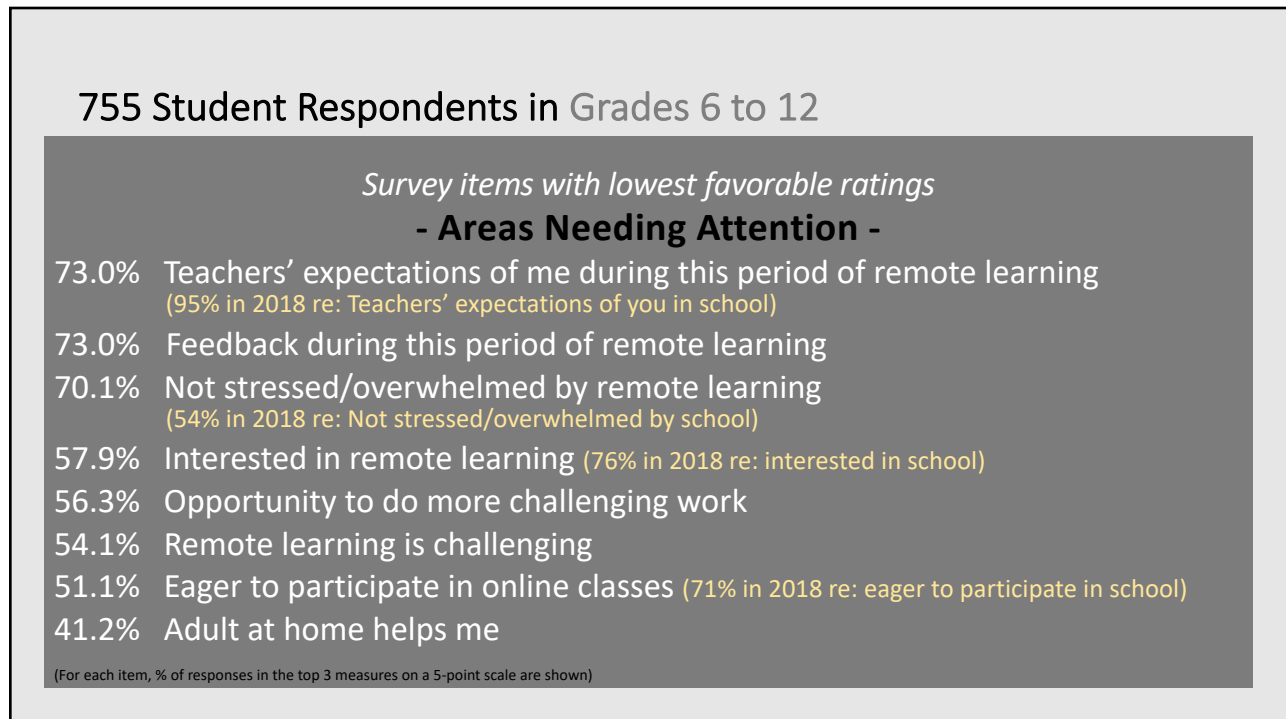 755 Student Respondents in Grades 6 to 12
Survey items with lowest favorable ratings
- Areas Needing Attention -
73.0% Teachers’ expectations of me during this period of remote learning
(95% in 2018 re: Teachers’ expectations of you in school)
73.0% Feedback during this period of remote learning
70.1% Not stressed/overwhelmed by remote learning
(54% in 2018 re: Not stressed/overwhelmed by school)
57.9% Interested in remote learning (76% in 2018 re: interested in school)
56.3% Opportunity to do more challenging work
54.1% Remote learning is challenging
51.1% Eager to participate in online classes (71% in 2018 re: eager to participate in school)
41.2% Adult at home helps me
(For each item, % of responses in the top 3 measures on a 5-point scale are shown)